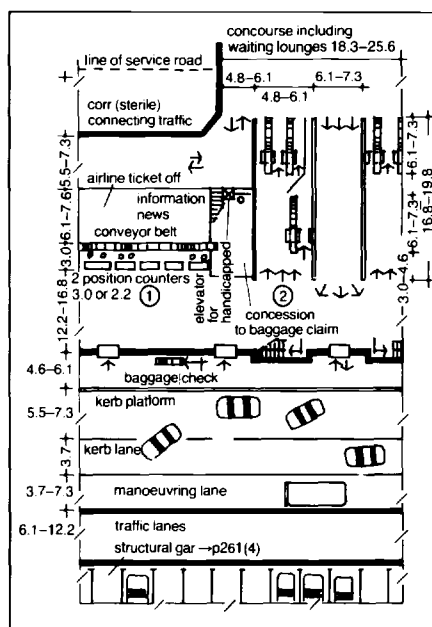 concourse including
waiting lounges 18.3–25.6
line of service road
4.8–6.1
6.1–7.3
4.8–6.1
corr (sterile)
connecting traffic
5.5–7.3
6.1–7.3
airline ticket off
information
news
conveyor belt
6.1–7.6
6.1–7.3
16.8–19.8
3.0
2 position counters
3.0 or 2.2
1
elevator for
handicapped
2
concession
to baggage claim
3.0–4.6
12.2–16.8
4.6–6.1
baggage check
5.5–7.3
kerb platform
3.7
kerb lane
3.7–7.3
manoeuvring lane
6.1–12.2
traffic lanes
structural gar →p261(4)